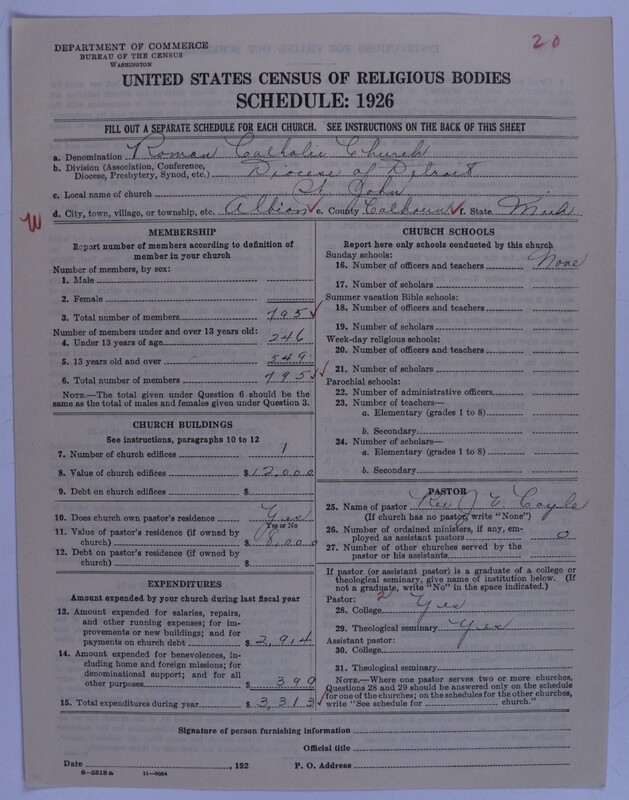 DEPARTMENT OF COMMERCE
BUREAU OF THE CENSUS
WASHINGTON
20
UNITED STATES CENSUS OF RELIGIOUS BODIES
SCHEDULE: 1926
FILL OUT A SEPARATE SCHEDULE FOR EACH CHURCH. SEE INSTRUCTIONS ON THE BACK OF THIS SHEET
a. Denomination Roman Catholic Church
b. Division (Association, Conference, Diocese, Presbytery, Synod, etc.) Diocese of Detroit
c. Local name of church St. John
d. City, town, village, or township, etc. Albion e. County Calhoun f. State Mich
W
MEMBERSHIP
Report number of members according to definition of
member in your church
Number of members, by sex:
1. Male
2. Female
3. Total number of members 795
Number of members under and over 13 years old:
4. Under 13 years of age 246
5. 13 years old and over 549
6. Total number of members 795
NOTE.—The total given under Question 6 should be
same as the total of males and females given under Question 3.
CHURCH BUILDINGS
See instructions, paragraphs 10 to 12
7. Number of church edifices 1
8. Value of church edifices $12,000
9. Debt on church edifices $
10. Does church own pastor's residence Yes
Yes or No
11. Value of pastor's residence (if owned by
church) $8,000
12. Debt on pastor's residence (if owned by
church) $
EXPENDITURES
Amount expended by your church during last fiscal year
13. Amount expended for salaries, repairs,
and other running expenses; for im-
provements or new buildings; and for
payments on church debt $2,914
14. Amount expended for benevolences, in-
cluding home and foreign missions; for
denominational support; and for all
other purposes $399
15. Total expenditures during year $3,313
CHURCH SCHOOLS
Report here only schools conducted by this church
Sunday schools:
16. Number of officers and teachers None
17. Number of scholars
Summer vacation Bible schools:
18. Number of officers and teachers
19. Number of scholars
Week-day religious schools:
20. Number of officers and teachers
21. Number of scholars
Parochial schools:
22. Number of administrative officers
23. Number of teachers—
a. Elementary (grades 1 to 8)
b. Secondary
24. Number of scholars—
a. Elementary (grades 1 to 8)
b. Secondary
PASTOR
25. Name of pastor Rev J E Coyle
(If church has no pastor, write "None")
26. Number of ordained ministers, if any, em-
ployed as assistant pastors 0
27. Number of other churches served by the
pastor or his assistants
If pastor (or assistant pastor) is a graduate of a college or
theological seminary, give name of institution below. (If
not a graduate, write "No" in the space indicated.)
Pastor: 2
28. College Yes
29. Theological seminary Yes
Assistant pastor:
30. College
31. Theological seminary
NOTE.—Where one pastor serves two or more churches,
Questions 28 and 29 should be answered only on the schedule
for one of the churches; on the schedules for the other churches,
write "See schedule for church."
Signature of person furnishing information
Official title
Date , 192 P. O. Address
8—5518a 11—9064